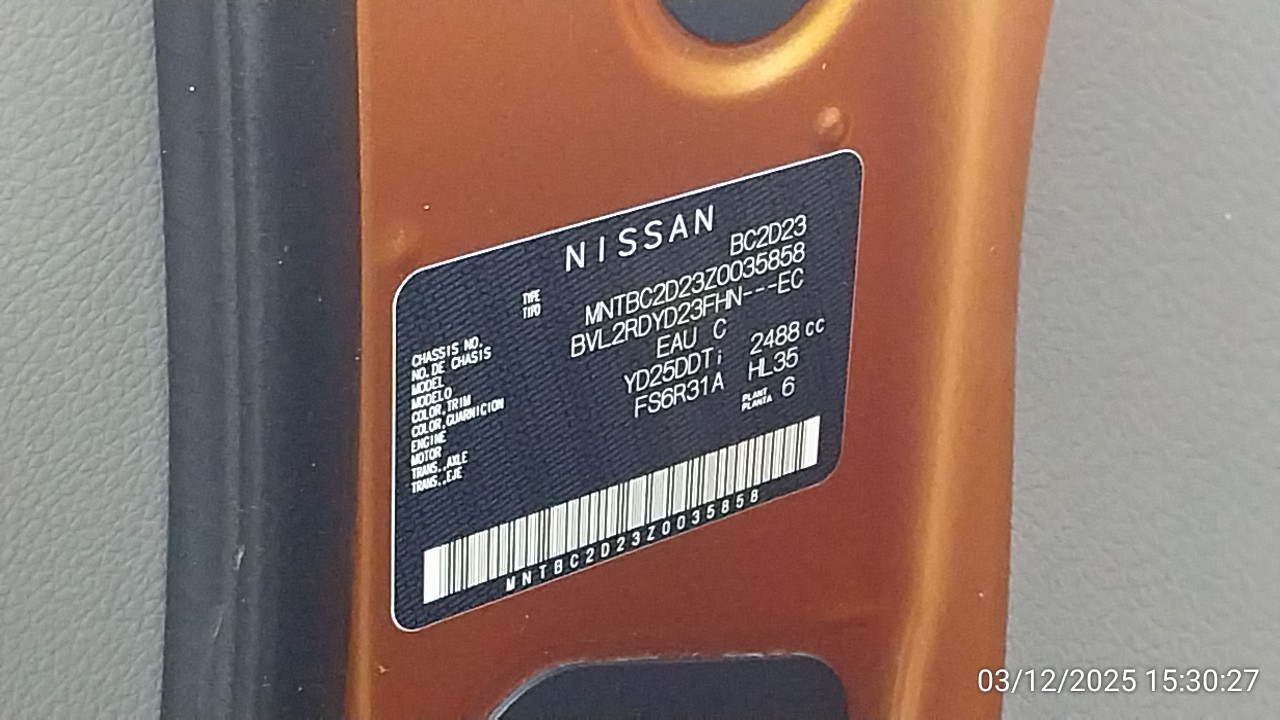 NISSAN
TYPE
TIPO
BC2D23
CHASSIS NO.
NO. DE CHASIS
MNTBC2D23Z0035858
MODEL
MODELO
BVL2RDYD23FHN---EC
COLOR,TRIM
COLOR,GUARNICION
EAU C
ENGINE
MOTOR
YD25DDTi 2488 cc
TRANS.,AXLE
TRANS.,EJE
FS6R31A HL35
PLANT
PLANTA
6
MNTBC2D23Z0035858
03/12/2025 15:30:27